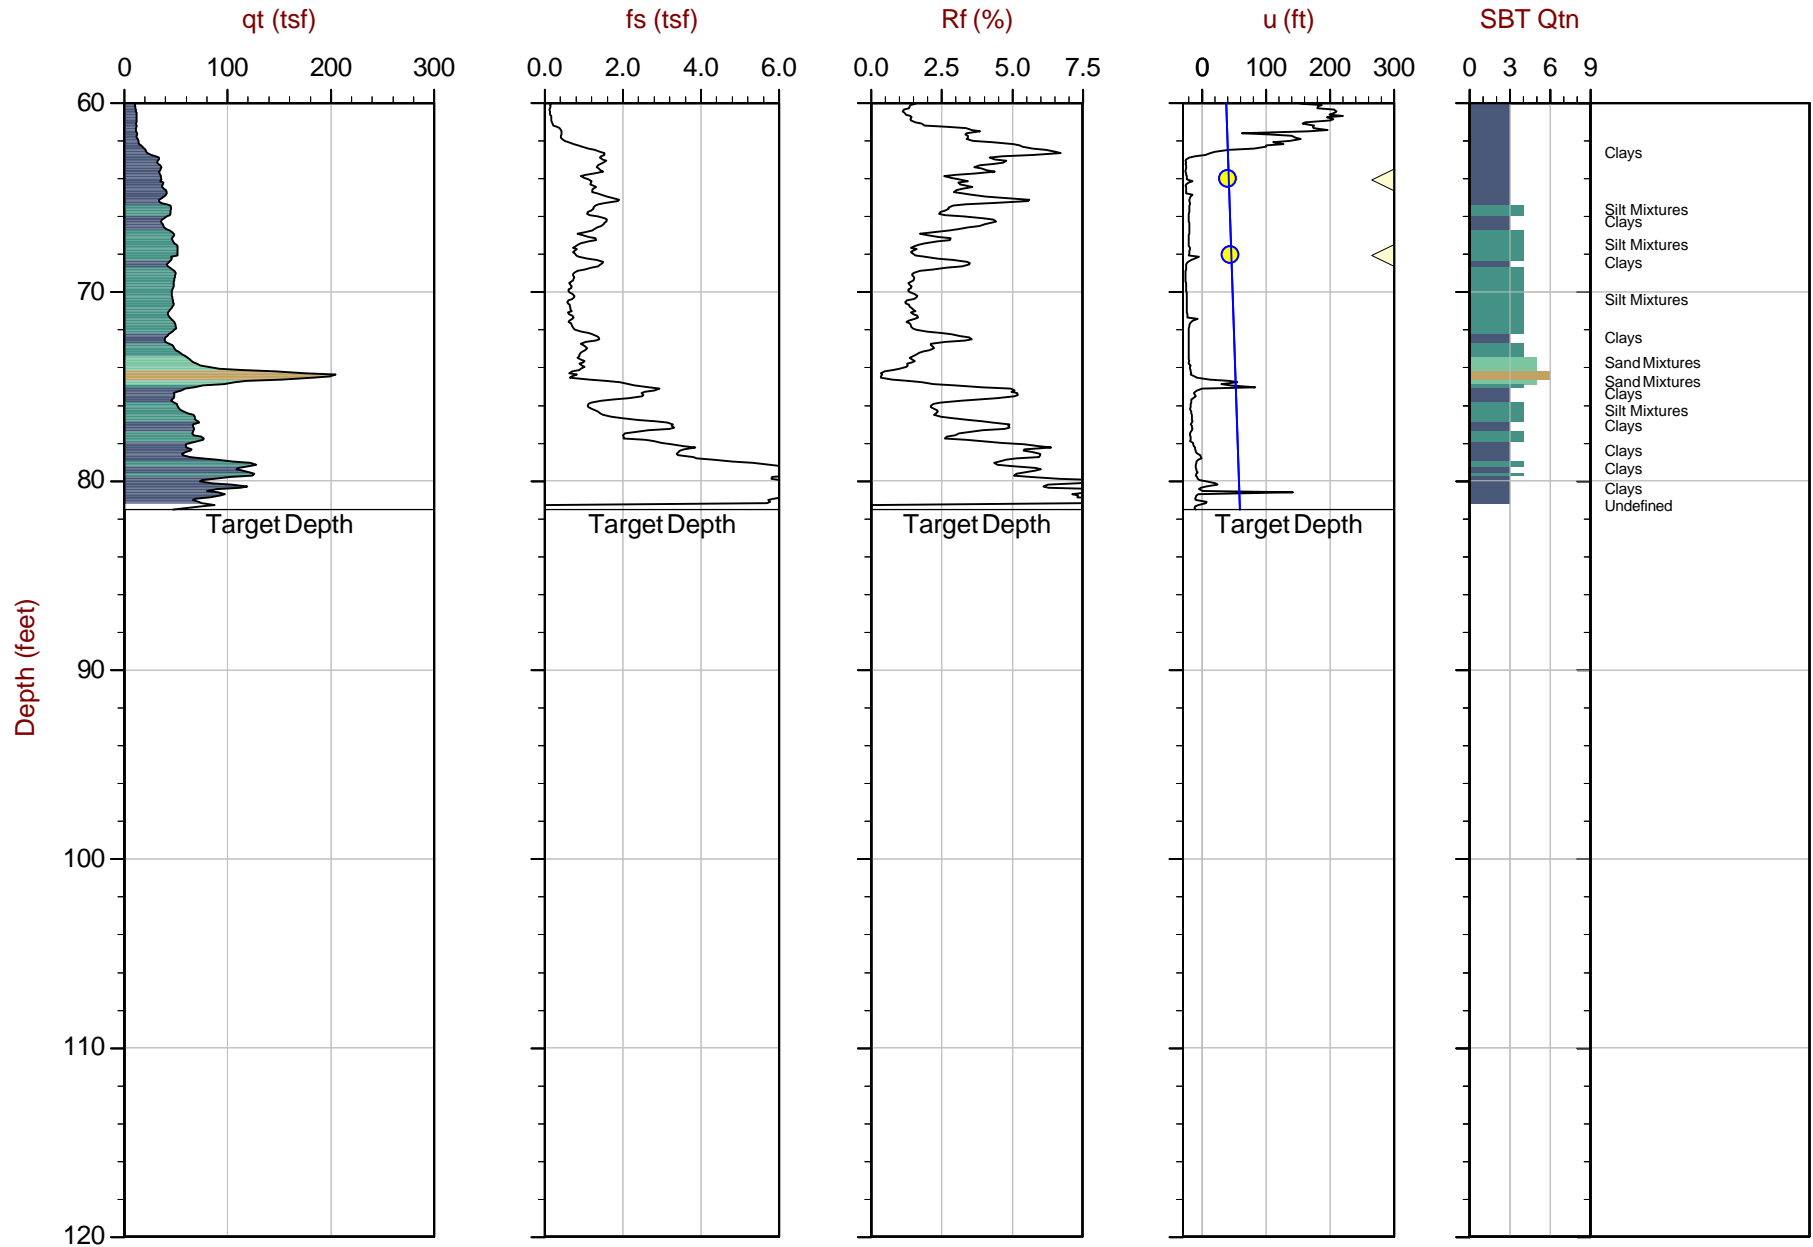 qt (tsf) fs (tsf) Rf (%) u (ft) SBT Qtn
0 100 200 300 0.0 2.0 4.0 6.0 0.0 2.5 5.0 7.5 0 100 200 300 0 3 6 9
60
Clays
Silt Mixtures
Clays
Silt Mixtures
Clays
70
Silt Mixtures
Clays
Sand Mixtures
Sand Mixtures
Clays
Silt Mixtures
Clays
Clays
Clays
80
Clays
Undefined
Target Depth Target Depth Target Depth Target Depth
Depth (feet)
90
100
110
120